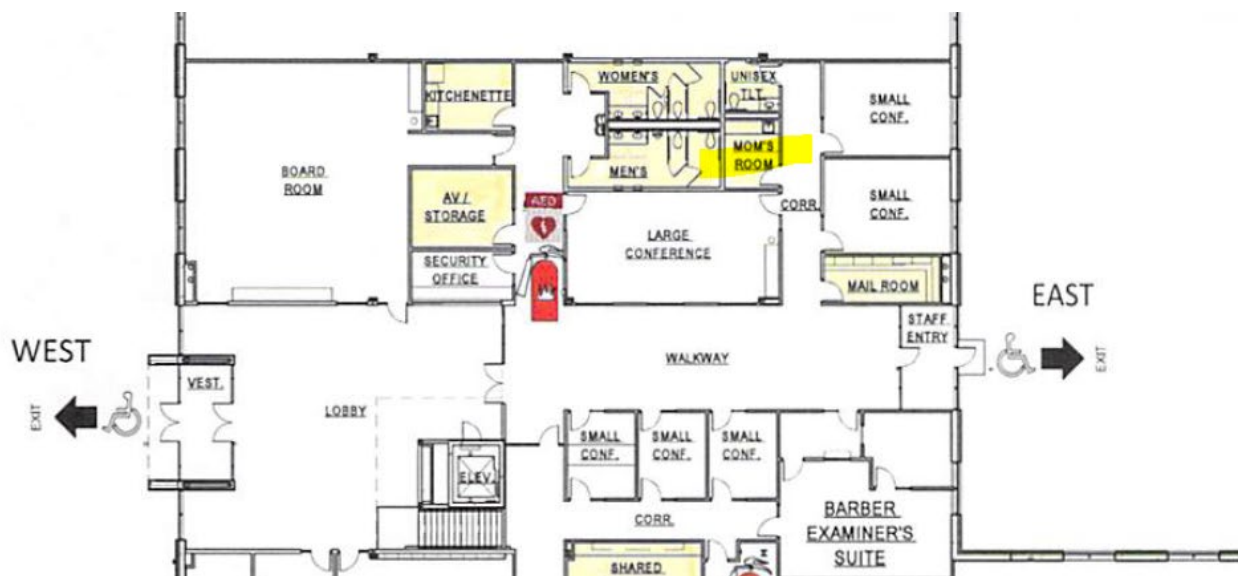 WOMEN'S
UNISEX
TLT.
KITCHENETTE
SMALL
CONF.
MOM'S
ROOM
BOARD
ROOM
MEN'S
AV/
STORAGE
AED
CORR.
SMALL
CONF.
LARGE
CONFERENCE
SECURITY
OFFICE
MAIL ROOM
EAST
STAFF
ENTRY
WEST
WALKWAY
EXIT
VEST.
LOBBY
EXIT
SMALL
CONF.
SMALL
CONF.
SMALL
CONF.
ELEV.
CORR.
BARBER
EXAMINER'S
SUITE
SHARED